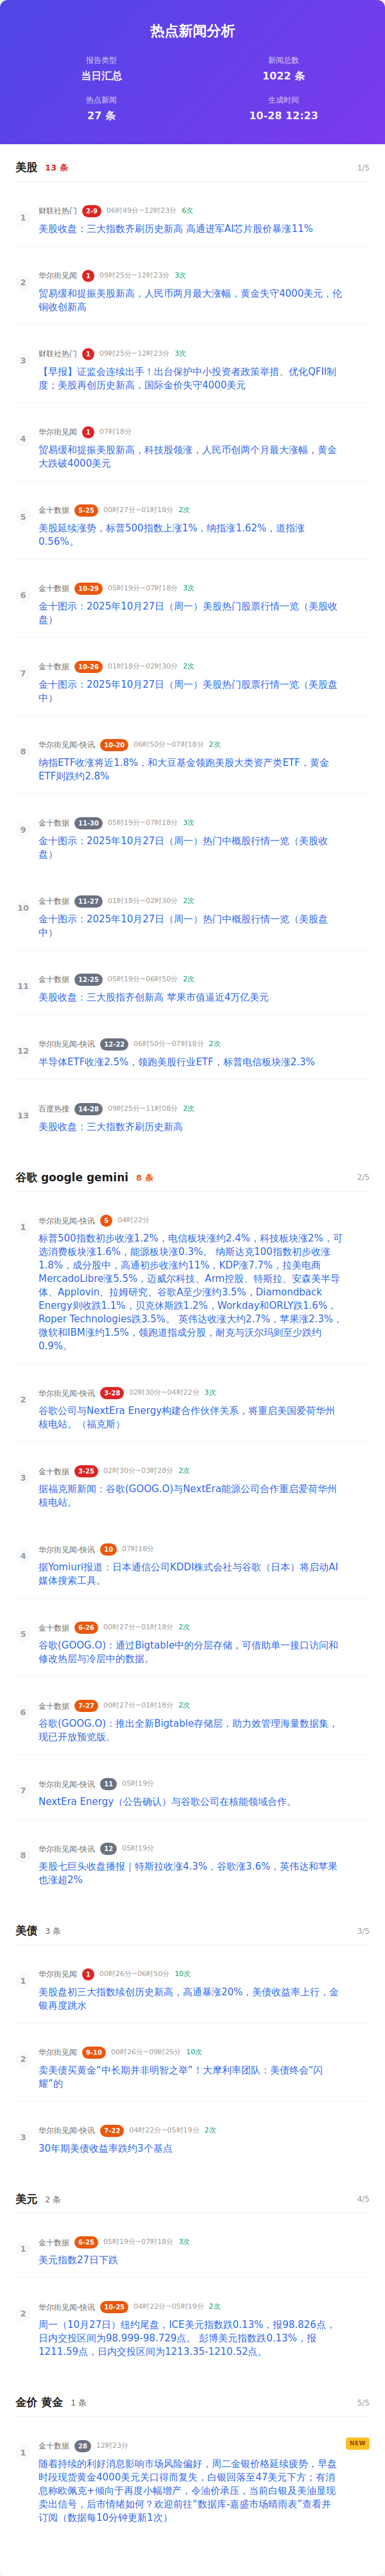 热点新闻分析
报告类型
当日汇总
新闻总数
1022 条
热点新闻
27 条
生成时间
10-28 12:23
美股 13 条 1/5
1 财联社热门 2-9 06时49分~12时23分 6次
美股收盘：三大指数齐刷历史新高 高通进军AI芯片股价暴涨11%
2 华尔街见闻 1 09时25分~12时23分 3次
贸易缓和提振美股新高，人民币两月最大涨幅，黄金失守4000美元，伦
铜收创新高
3 财联社热门 1 09时25分~12时23分 3次
【早报】证监会连续出手！出台保护中小投资者政策举措、优化QFII制
度；美股再创历史新高，国际金价失守4000美元
4 华尔街见闻 1 07时18分
贸易缓和提振美股新高，科技股领涨，人民币创两个月最大涨幅，黄金
大跌破4000美元
5 金十数据 5-25 00时27分~01时18分 2次
美股延续涨势，标普500指数上涨1%，纳指涨1.62%，道指涨
0.56%。
6 金十数据 10-29 05时19分~07时18分 3次
金十图示：2025年10月27日（周一）美股热门股票行情一览（美股收
盘）
7 金十数据 10-26 01时18分~02时30分 2次
金十图示：2025年10月27日（周一）美股热门股票行情一览（美股盘
中）
8 华尔街见闻-快讯 10-20 06时50分~07时18分 2次
纳指ETF收涨将近1.8%，和大豆基金领跑美股大类资产类ETF，黄金
ETF则跌约2.8%
9 金十数据 11-30 05时19分~07时18分 3次
金十图示：2025年10月27日（周一）热门中概股行情一览（美股收
盘）
10 金十数据 11-27 01时18分~02时30分 2次
金十图示：2025年10月27日（周一）热门中概股行情一览（美股盘
中）
11 金十数据 12-25 05时19分~06时50分 2次
美股收盘：三大股指齐创新高 苹果市值逼近4万亿美元
12 华尔街见闻-快讯 12-22 06时50分~07时18分 2次
半导体ETF收涨2.5%，领跑美股行业ETF，标普电信板块涨2.3%
13 百度热搜 14-28 09时25分~11时08分 2次
美股收盘：三大指数齐刷历史新高
谷歌 google gemini 8 条 2/5
1 华尔街见闻-快讯 5 04时22分
标普500指数初步收涨1.2%，电信板块涨约2.4%，科技板块涨2%，可
选消费板块涨1.6%，能源板块涨0.3%。 纳斯达克100指数初步收涨
1.8%，成分股中，高通初步收涨约11%，KDP涨7.7%，拉美电商
MercadoLibre涨5.5%，迈威尔科技、Arm控股、特斯拉、安森美半导
体、Applovin、拉姆研究、谷歌A至少涨约3.5%，Diamondback
Energy则收跌1.1%，贝克休斯跌1.2%，Workday和ORLY跌1.6%，
Roper Technologies跌3.5%。 英伟达收涨大约2.7%，苹果涨2.3%，
微软和IBM涨约1.5%，领跑道指成分股，耐克与沃尔玛则至少跌约
0.9%。
2 华尔街见闻-快讯 3-28 02时30分~04时22分 3次
谷歌公司与NextEra Energy构建合作伙伴关系，将重启美国爱荷华州
核电站。（福克斯）
3 金十数据 3-25 02时30分~03时28分 2次
据福克斯新闻：谷歌(GOOG.O)与NextEra能源公司合作重启爱荷华州
核电站。
4 华尔街见闻-快讯 10 07时18分
据Yomiuri报道：日本通信公司KDDI株式会社与谷歌（日本）将启动AI
媒体搜索工具。
5 金十数据 6-26 00时27分~01时18分 2次
谷歌(GOOG.O)：通过Bigtable中的分层存储，可借助单一接口访问和
修改热层与冷层中的数据。
6 金十数据 7-27 00时27分~01时18分 2次
谷歌(GOOG.O)：推出全新Bigtable存储层，助力高效管理海量数据集，
现已开放预览版。
7 华尔街见闻-快讯 11 05时19分
NextEra Energy（公告确认）与谷歌公司在核能领域合作。
8 华尔街见闻-快讯 12 05时19分
美股七巨头收盘播报｜特斯拉收涨4.3%，谷歌涨3.6%，英伟达和苹果
也涨超2%
美债 3 条 3/5
1 华尔街见闻 1 00时26分~06时50分 10次
美股盘初三大指数续创历史新高，高通暴涨20%，美债收益率上行，金
银再度跳水
2 华尔街见闻 9-10 00时26分~09时25分 10次
卖美债买黄金“中长期并非明智之举”！大摩利率团队：美债终会“闪
耀”的
3 华尔街见闻-快讯 7-22 04时22分~05时19分 2次
30年期美债收益率跌约3个基点
美元 2 条 4/5
1 金十数据 6-25 05时19分~07时18分 3次
美元指数27日下跌
2 华尔街见闻-快讯 10-25 04时22分~05时19分 2次
周一（10月27日）纽约尾盘，ICE美元指数跌0.13%，报98.826点，
日内交投区间为98.999-98.729点。 彭博美元指数跌0.13%，报
1211.59点，日内交投区间为1213.35-1210.52点。
金价 黄金 1 条 5/5
1 金十数据 28 12时23分 NEW
随着持续的利好消息影响市场风险偏好，周二金银价格延续疲势，早盘
时段现货黄金4000美元关口得而复失，白银回落至47美元下方；有消
息称欧佩克+倾向于再度小幅增产，令油价承压，当前白银及美油显现
卖出信号，后市情绪如何？欢迎前往“数据库-嘉盛市场晴雨表”查看并
订阅（数据每10分钟更新1次）